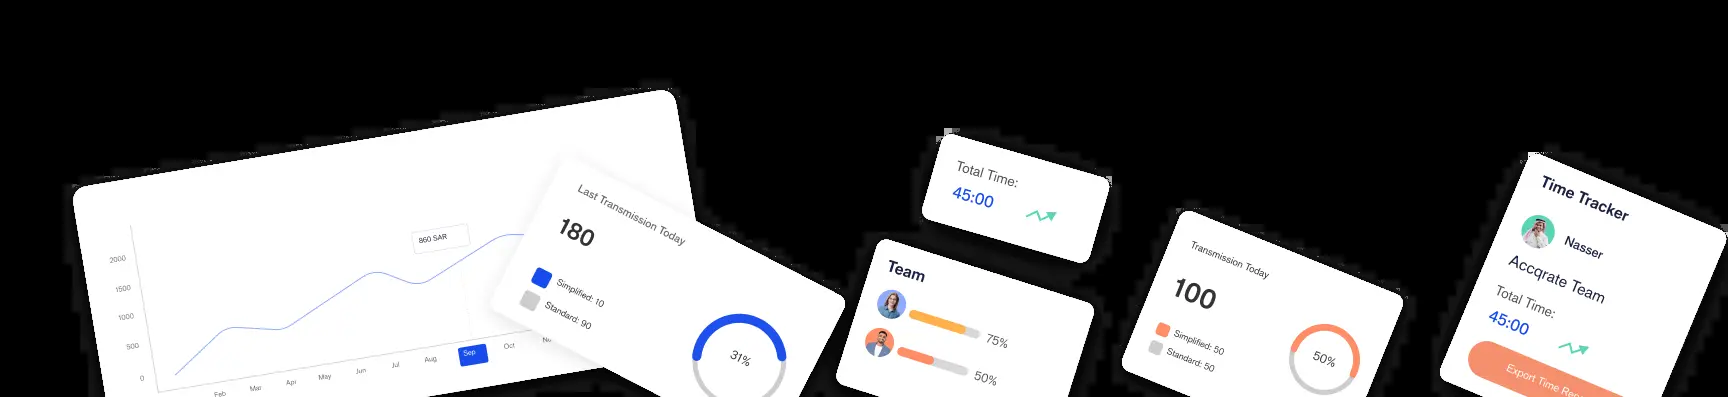 860 SAR
2000
1500
1000
500
0
Feb
Mar
Apr
May
Jun
Jul
Aug
Sep
Oct
Last Transmission Today
180
Simplified: 10
Standard: 90
31%
Total Time:
45:00
Team
75%
50%
Transmission Today
100
Simplified: 50
Standard: 50
50%
Time Tracker
Nasser
Accqrate Team
Total Time:
45:00
Export Time